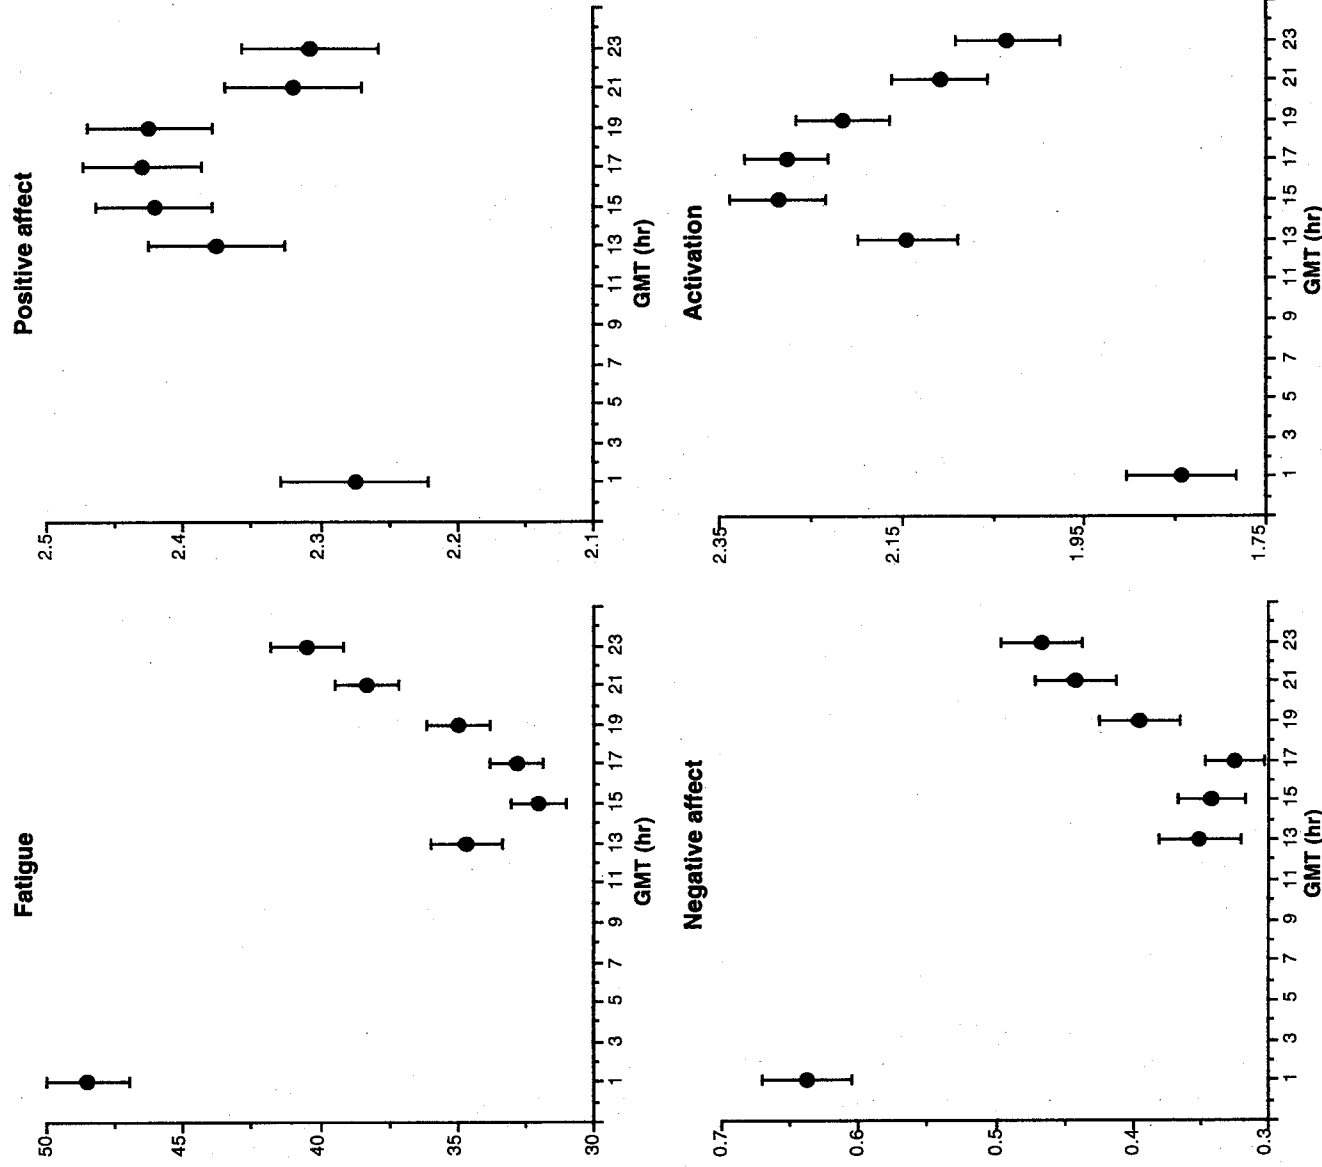 Fatigue
50
45
40
35
30
1 3 5 7 9 11 13 15 17 19 21 23
GMT (hr)
Positive affect
2.5
2.4
2.3
2.2
2.1
1 3 5 7 9 11 13 15 17 19 21 23
GMT (hr)
Negative affect
0.7
0.6
0.5
0.4
0.3
1 3 5 7 9 11 13 15 17 19 21 23
GMT (hr)
Activation
2.35
2.15
1.95
1.75
1 3 5 7 9 11 13 15 17 19 21 23
GMT (hr)